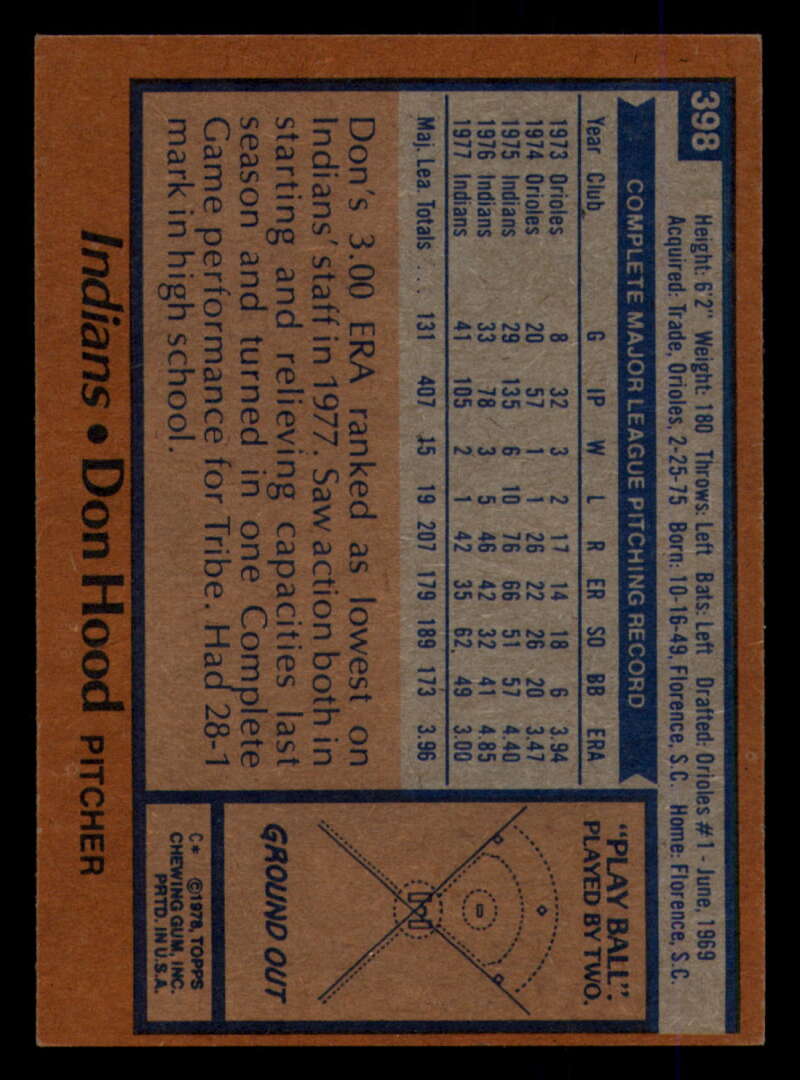 398
Height: 6'2" Weight: 180 Throws: Left Bats: Left Drafted: Orioles #1 - June, 1969
Acquired: Trade, Orioles, 2-25-75 Born: 10-16-49, Florence, S.C. Home: Florence, S.C.
COMPLETE MAJOR LEAGUE PITCHING RECORD
Year Club G IP W L R ER SO BB ERA
1973 Orioles 8 32 3 2 17 14 18 6 3.94
1974 Orioles 20 57 1 1 26 22 26 20 3.47
1975 Indians 29 135 6 10 76 66 51 57 4.40
1976 Indians 33 78 3 5 46 42 32 41 4.85
1977 Indians 41 105 2 1 42 35 62 49 3.00
Maj. Lea. Totals ... 131 407 15 19 207 179 189 173 3.96
Don's 3.00 ERA ranked as lowest on
Indians' staff in 1977. Saw action both in
starting and relieving capacities last
season and turned in one Complete
Game performance for Tribe. Had 28-1
mark in high school.
"PLAY BALL".
PLAYED BY TWO.
GROUND OUT
C* ©1978, TOPPS
CHEWING GUM, INC.
PRTD. IN U.S.A.
Indians • Don Hood PITCHER